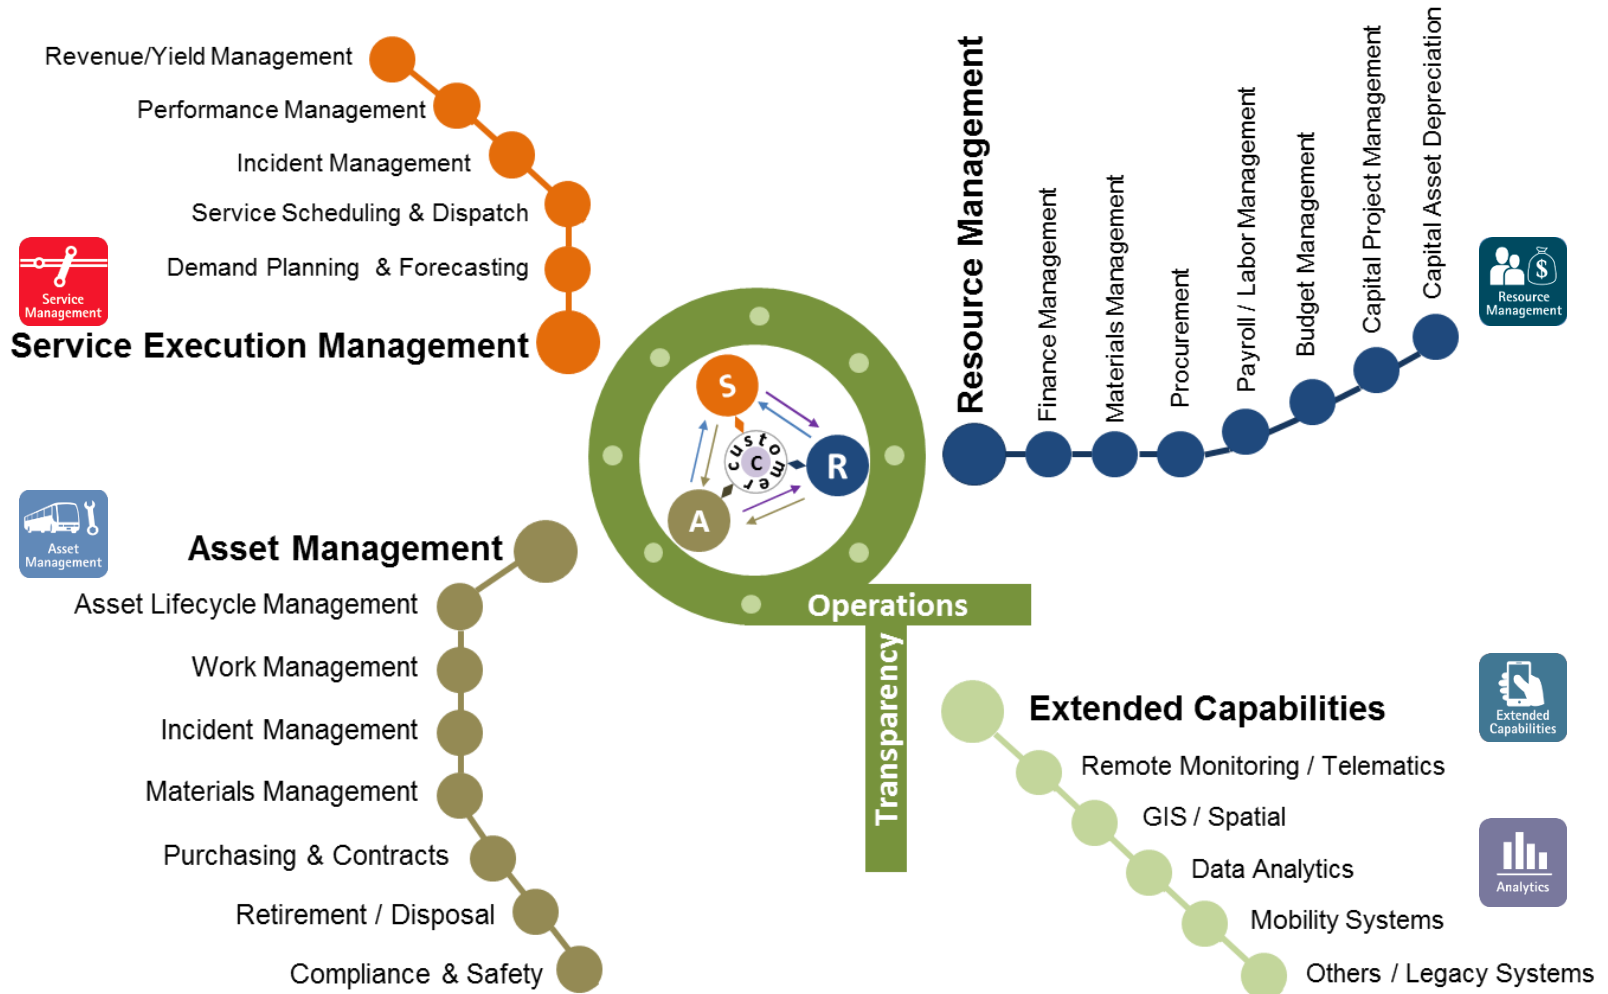 Revenue/Yield Management
Performance Management
Incident Management
Service Scheduling & Dispatch
Demand Planning & Forecasting
Service
Management
Service Execution Management
Resource Management
Finance Management
Materials Management
Procurement
Payroll / Labor Management
Budget Management
Capital Project Management
Capital Asset Depreciation
Resource
Management
S
R
A
C
customer
Operations
Transparency
Asset
Management
Asset Management
Asset Lifecycle Management
Work Management
Incident Management
Materials Management
Purchasing & Contracts
Retirement / Disposal
Compliance & Safety
Extended Capabilities
Extended
Capabilities
Remote Monitoring / Telematics
GIS / Spatial
Data Analytics
Analytics
Mobility Systems
Others / Legacy Systems
$